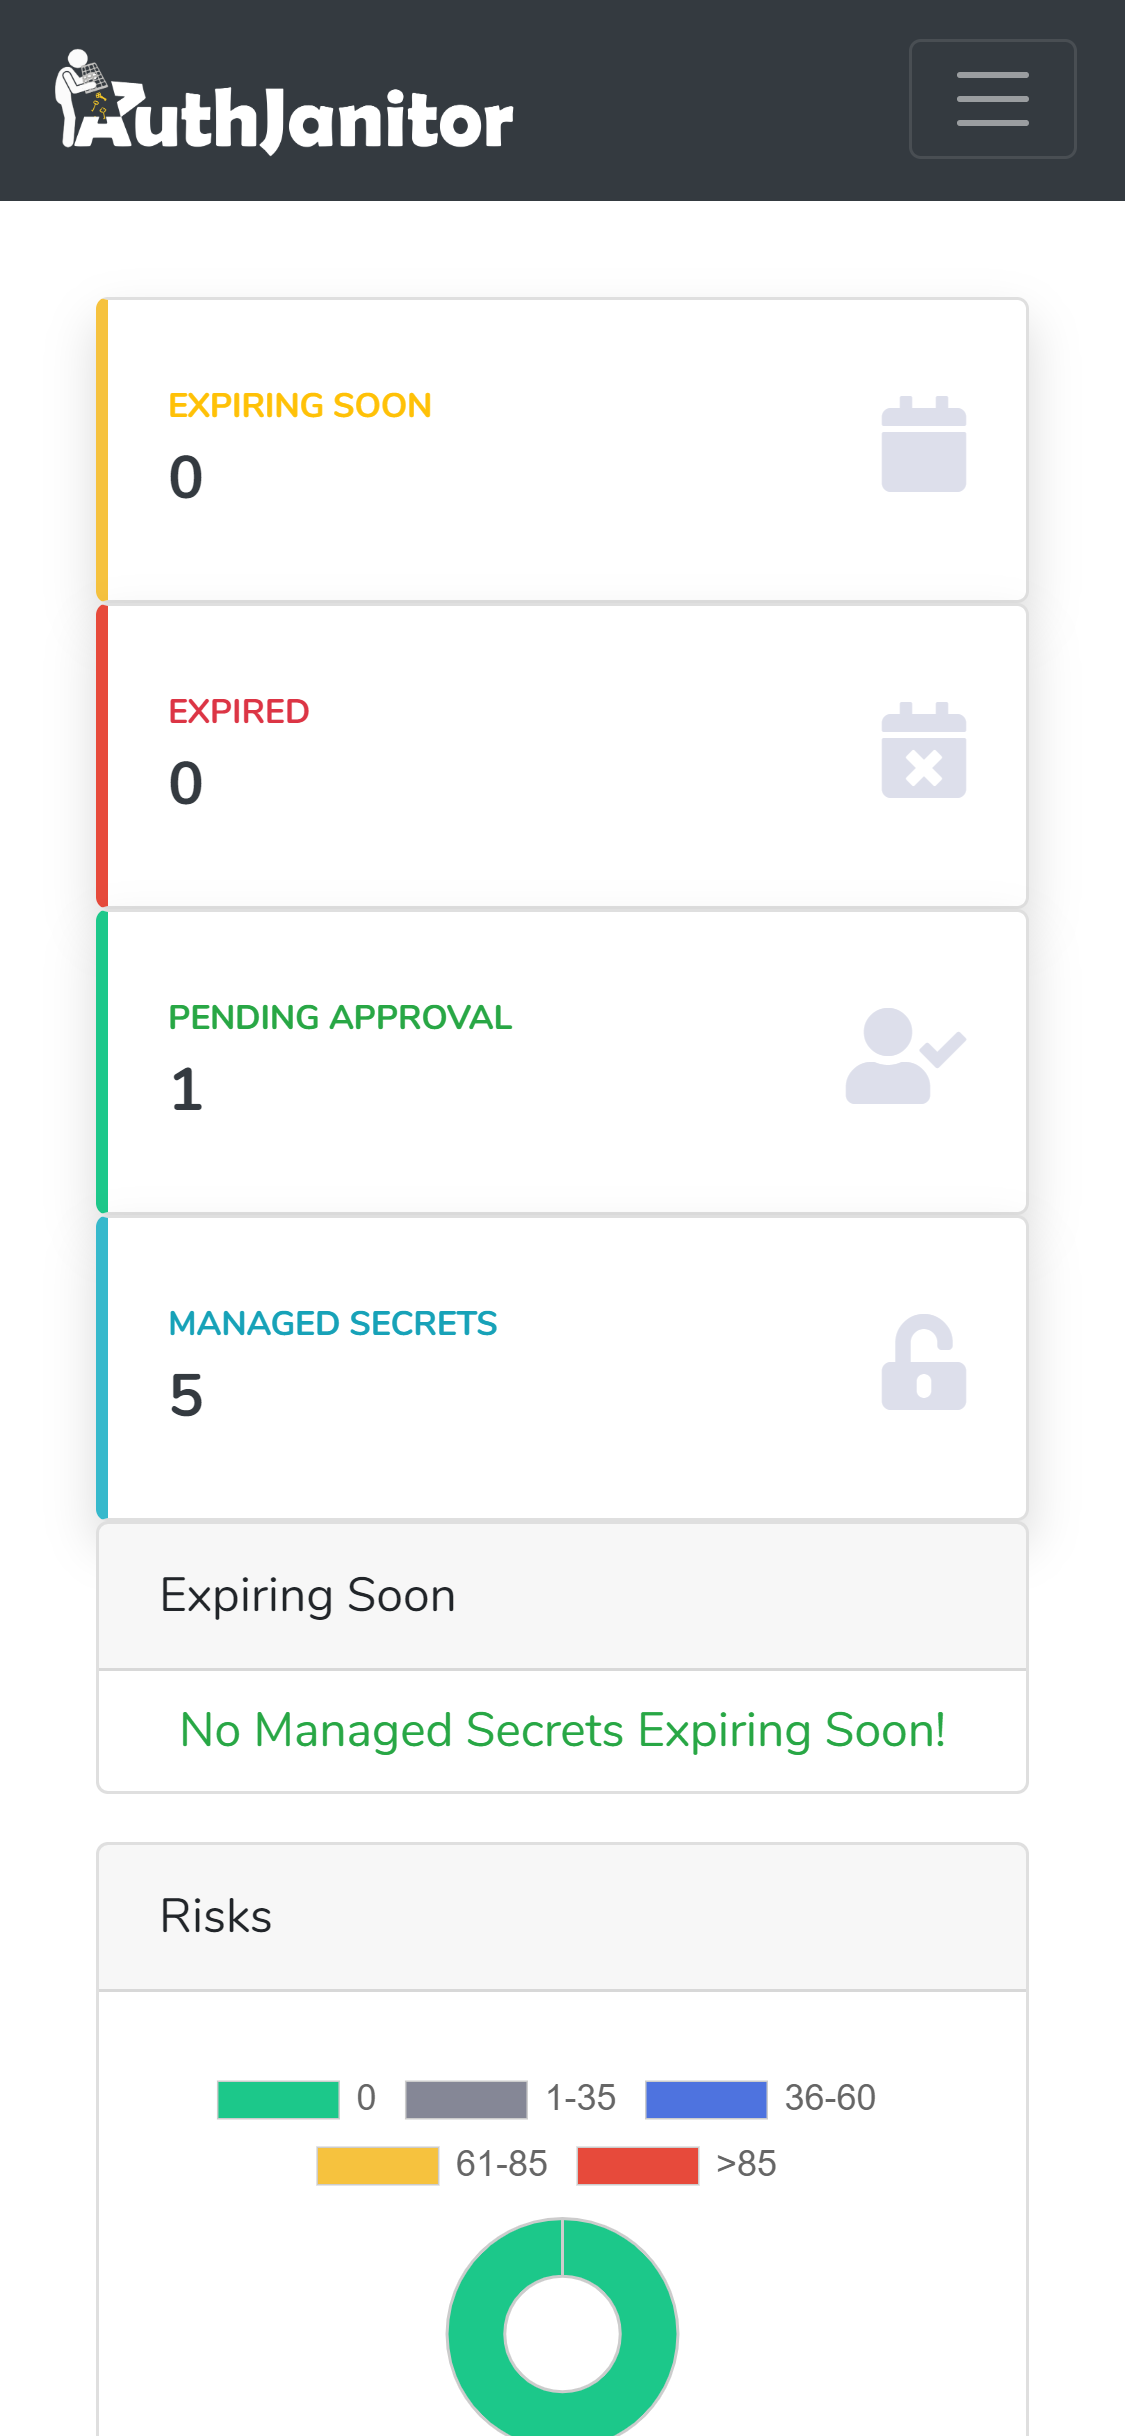 AuthJanitor
EXPIRING SOON
0
EXPIRED
0
PENDING APPROVAL
1
MANAGED SECRETS
5
Expiring Soon
No Managed Secrets Expiring Soon!
Risks
0 1-35 36-60
61-85 >85